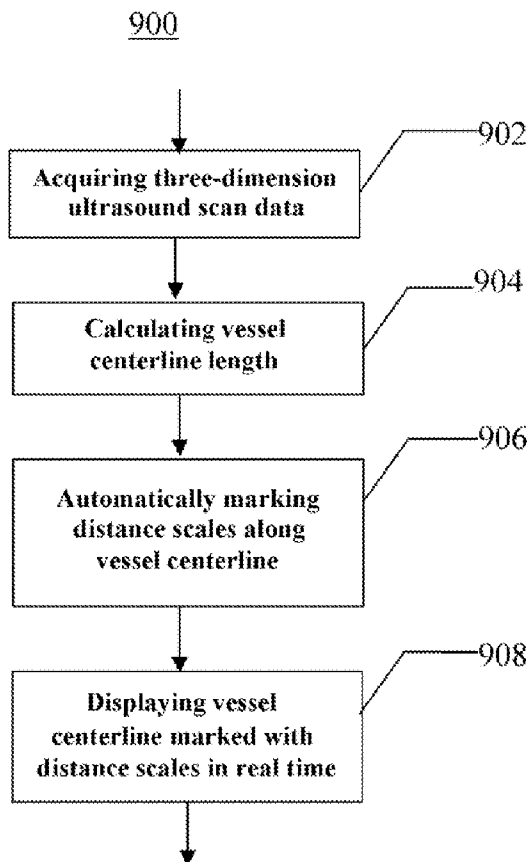 900
902
Acquiring three-dimension
ultrasound scan data
904
Calculating vessel
centerline length
906
Automatically marking
distance scales along
vessel centerline
908
Displaying vessel
centerline marked with
distance scales in real time